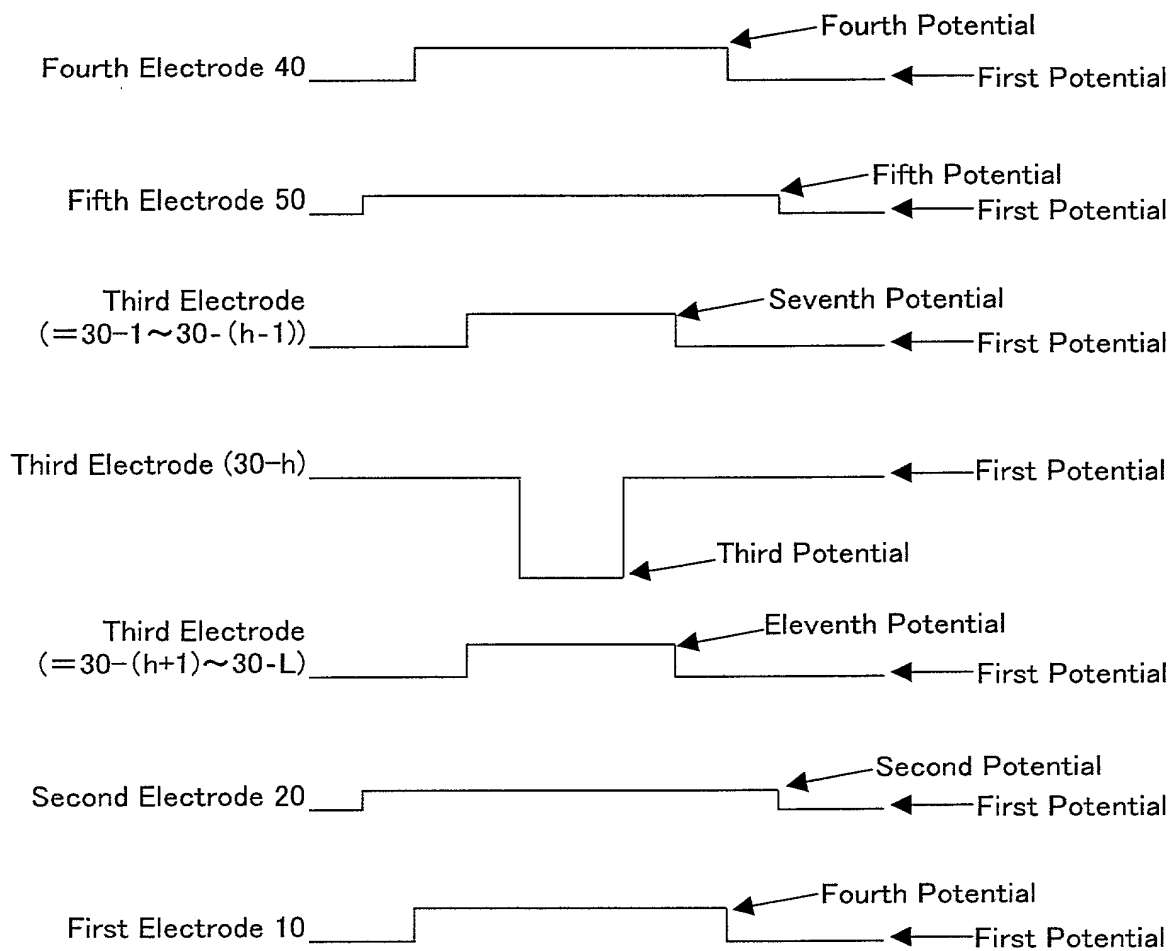 Fourth Potential
Fourth Electrode 40
First Potential
Fifth Potential
Fifth Electrode 50
First Potential
Third Electrode
(=30-1～30-(h-1))
Seventh Potential
First Potential
Third Electrode (30-h)
First Potential
Third Potential
Third Electrode
(=30-(h+1)～30-L)
Eleventh Potential
First Potential
Second Potential
Second Electrode 20
First Potential
Fourth Potential
First Electrode 10
First Potential